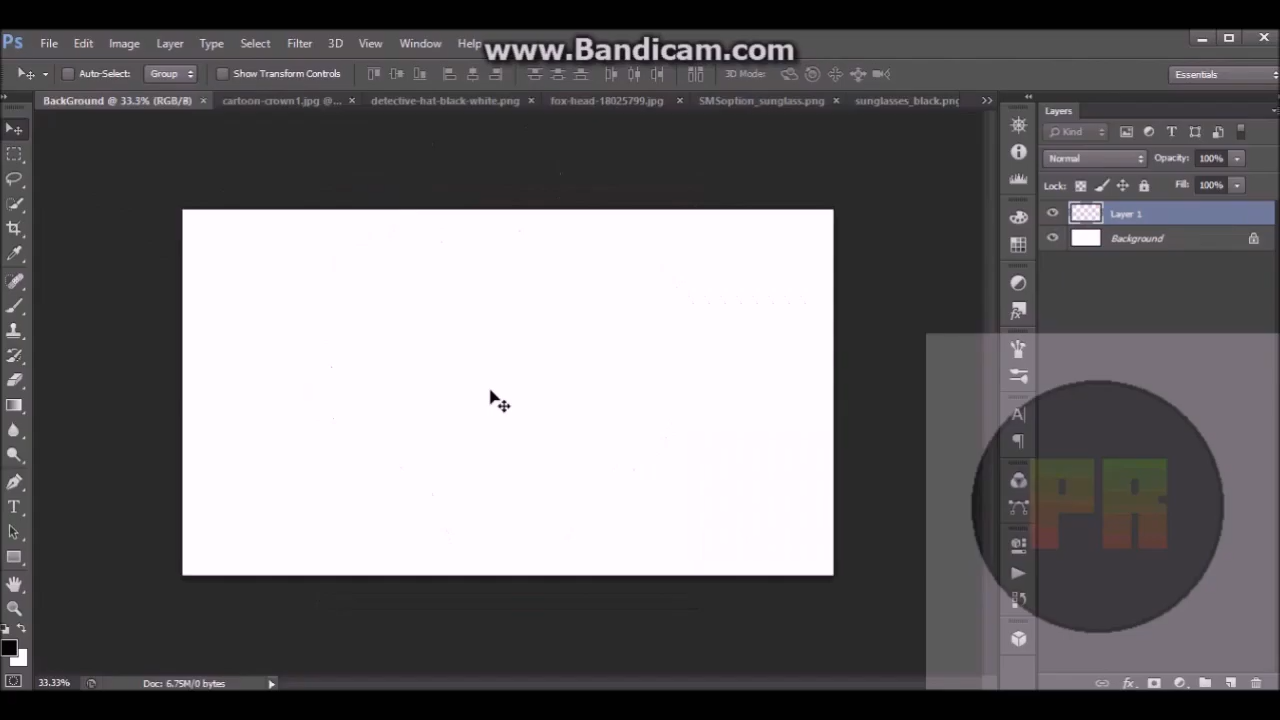 www.Bandicam.com
Ps File Edit Image Layer Type Select Filter 3D View Window Help
Auto-Select: Group Show Transform Controls 3D Mode: Essentials
BackGround @ 33.3% (RGB/8) × cartoon-crown1.jpg @... × detective-hat-black-white.png × fox-head-18025799.jpg × SMSoption_sunglass.png × sunglasses_black.png >>
Layers
Kind
Normal Opacity: 100%
Lock: Fill: 100%
Layer 1
Background
PR
33.33% Doc: 6.75M/0 bytes